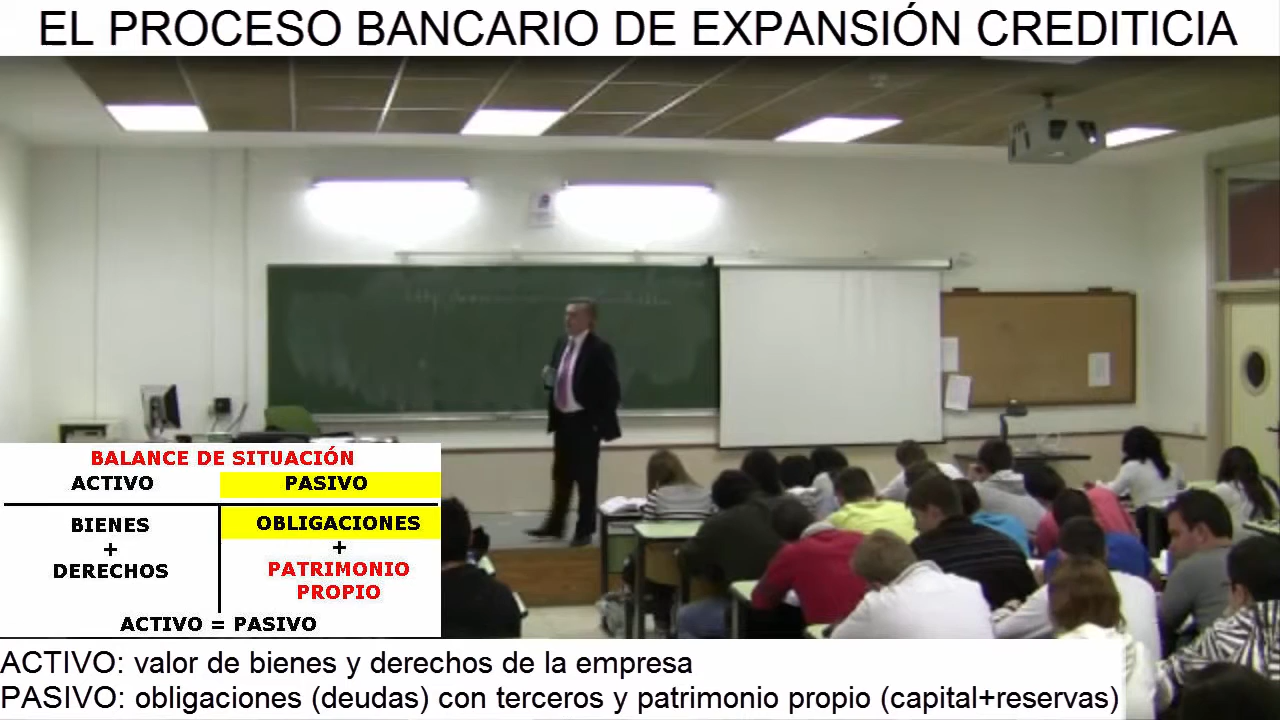 EL PROCESO BANCARIO DE EXPANSIÓN CREDITICIA
BALANCE DE SITUACIÓN
ACTIVO PASIVO
BIENES
+
DERECHOS
OBLIGACIONES
+
PATRIMONIO
PROPIO
ACTIVO = PASIVO
ACTIVO: valor de bienes y derechos de la empresa
PASIVO: obligaciones (deudas) con terceros y patrimonio propio (capital+reservas)